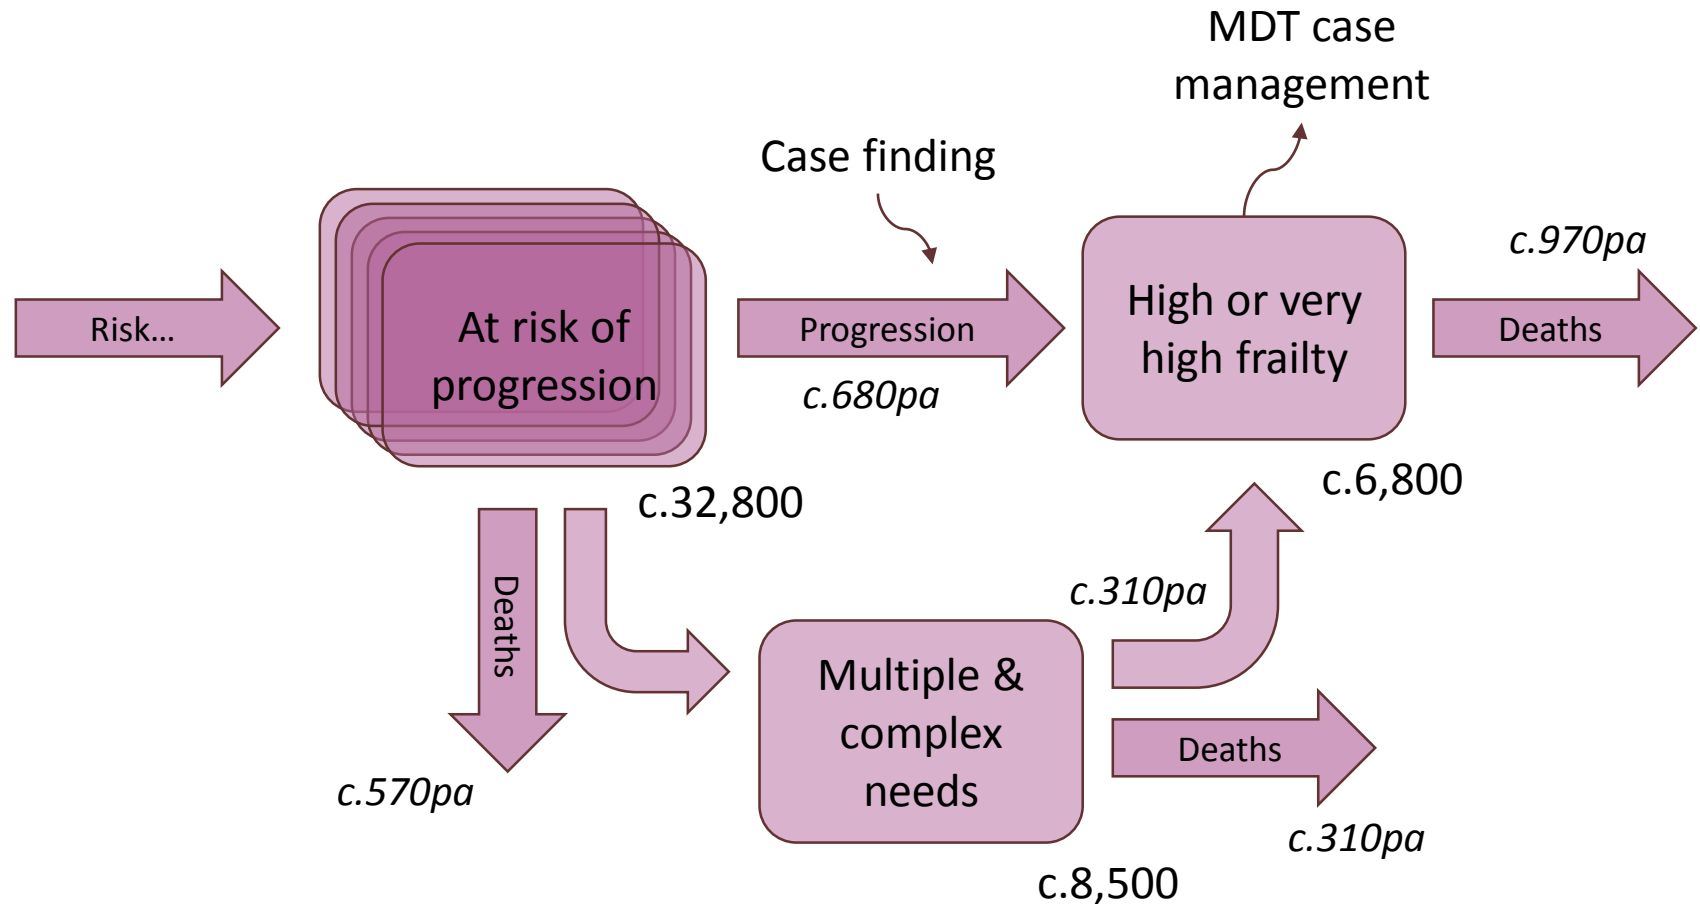 MDT case
management
Case finding
c.970pa
Risk...
At risk of
progression
Progression
High or very
high frailty
Deaths
c.680pa
c.32,800
c.6,800
Deaths
c.310pa
Multiple &
complex
needs
Deaths
c.570pa
c.310pa
c.8,500